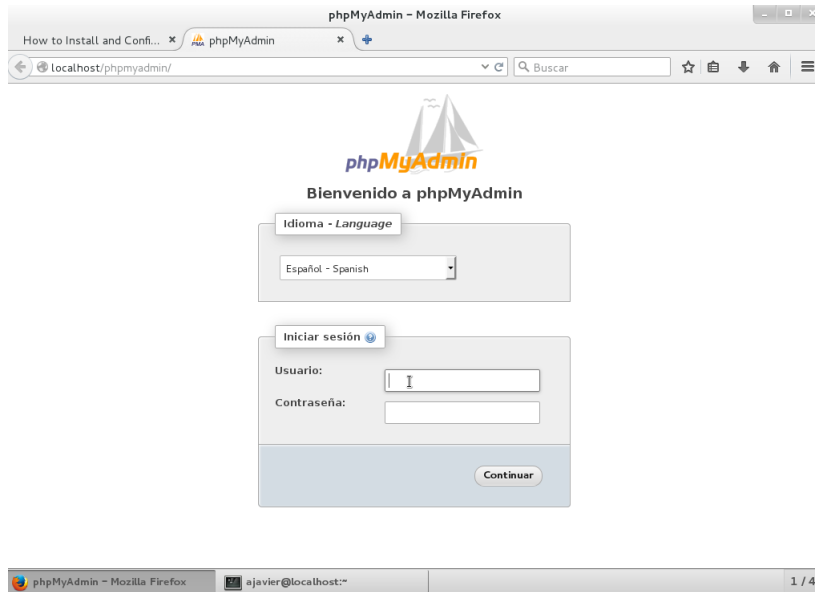 phpMyAdmin - Mozilla Firefox
How to Install and Confi... phpMyAdmin
localhost/phpmyadmin/ Buscar
phpMyAdmin
Bienvenido a phpMyAdmin
Idioma - Language
Español - Spanish
Iniciar sesión
Usuario:
Contraseña:
Continuar
phpMyAdmin - Mozilla Firefox ajavier@localhost:~ 1 / 4